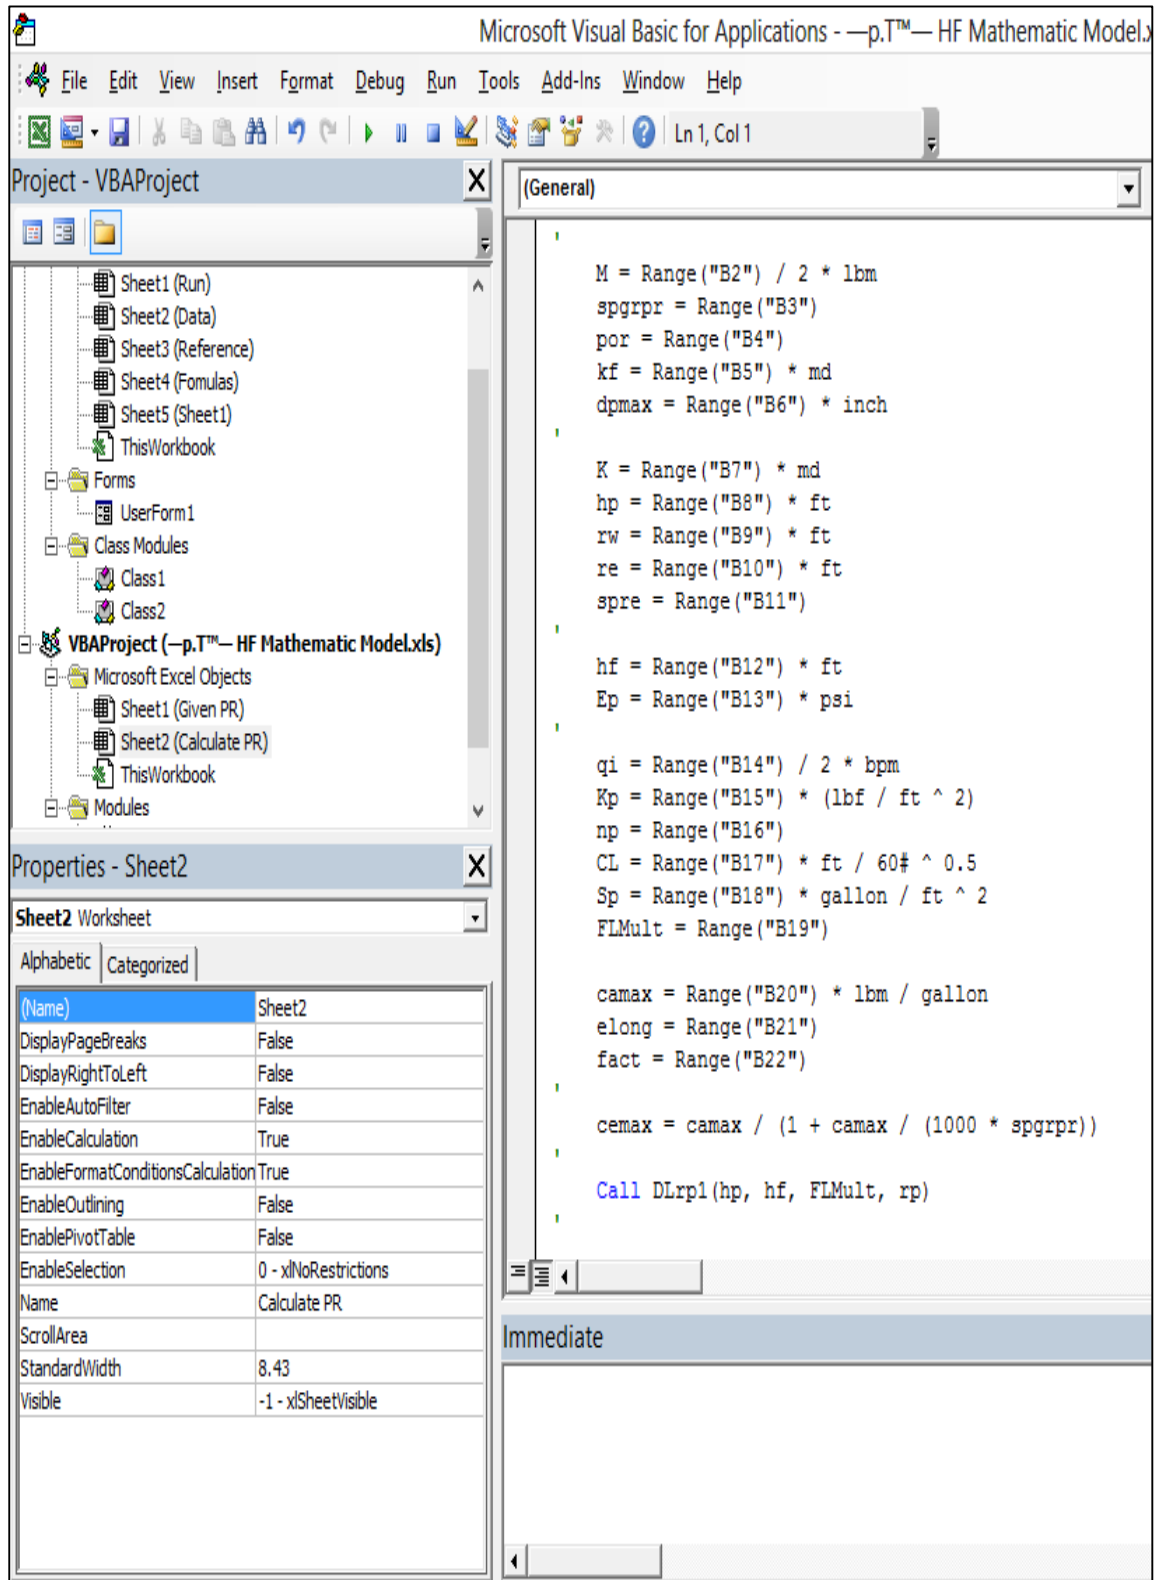 Microsoft Visual Basic for Applications - —p.T™— HF Mathematic Model.x
File Edit View Insert Format Debug Run Tools Add-Ins Window Help
Ln 1, Col 1
Project - VBAProject
Sheet1 (Run)
Sheet2 (Data)
Sheet3 (Reference)
Sheet4 (Fomulas)
Sheet5 (Sheet1)
ThisWorkbook
Forms
UserForm1
Class Modules
Class1
Class2
VBAProject (—p.T™— HF Mathematic Model.xls)
Microsoft Excel Objects
Sheet1 (Given PR)
Sheet2 (Calculate PR)
ThisWorkbook
Modules
Properties - Sheet2
Sheet2 Worksheet
Alphabetic Categorized
(Name) Sheet2
DisplayPageBreaks False
DisplayRightToLeft False
EnableAutoFilter False
EnableCalculation True
EnableFormatConditionsCalculation True
EnableOutlining False
EnablePivotTable False
EnableSelection 0 - xlNoRestrictions
Name Calculate PR
ScrollArea
StandardWidth 8.43
Visible -1 - xlSheetVisible
(General)
'
M = Range("B2") / 2 * lbm
spgrpr = Range("B3")
por = Range("B4")
kf = Range("B5") * md
dpmax = Range("B6") * inch
'
K = Range("B7") * md
hp = Range("B8") * ft
rw = Range("B9") * ft
re = Range("B10") * ft
spre = Range("B11")
'
hf = Range("B12") * ft
Ep = Range("B13") * psi
'
qi = Range("B14") / 2 * bpm
Kp = Range("B15") * (lbf / ft ^ 2)
np = Range("B16")
CL = Range("B17") * ft / 60# ^ 0.5
Sp = Range("B18") * gallon / ft ^ 2
FLMult = Range("B19")
camax = Range("B20") * lbm / gallon
elong = Range("B21")
fact = Range("B22")
'
cemax = camax / (1 + camax / (1000 * spgrpr))
'
Call DLrp1(hp, hf, FLMult, rp)
'
Immediate